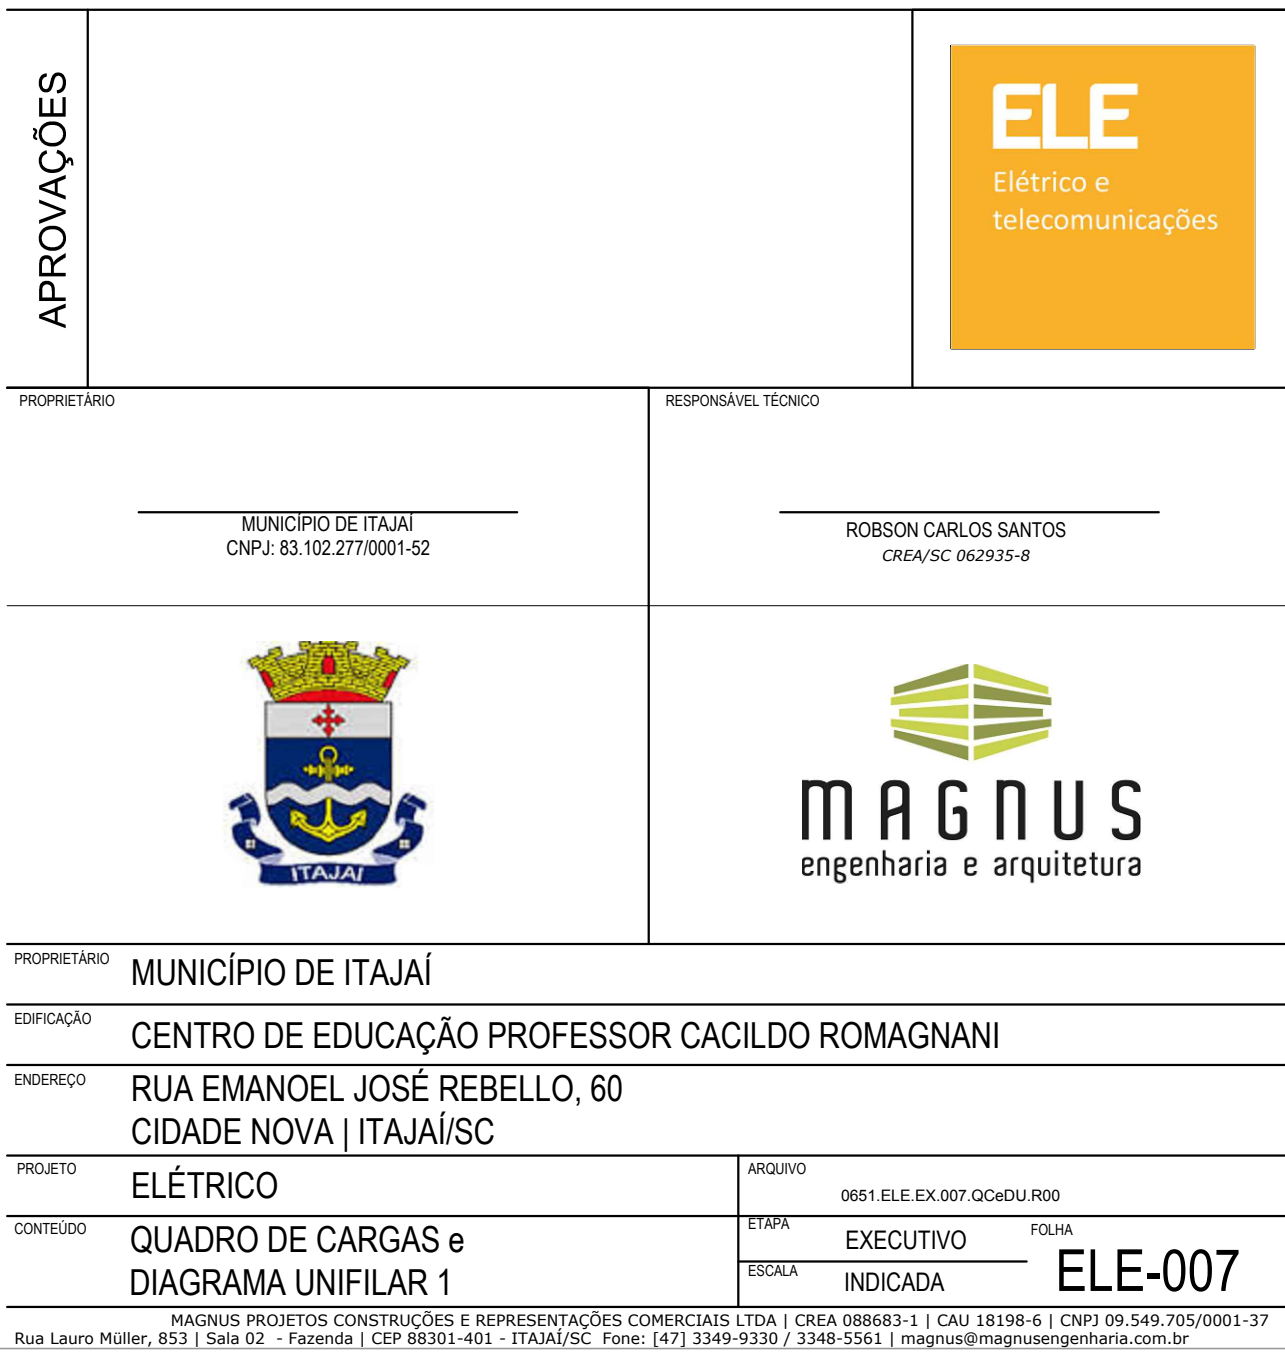 APROVAÇÕES
ELE
Elétrico e
telecomunicações
PROPRIETÁRIO
MUNICÍPIO DE ITAJAÍ
CNPJ: 83.102.277/0001-52
RESPONSÁVEL TÉCNICO
ROBSON CARLOS SANTOS
CREA/SC 062935-8
ITAJAÍ
MAGNUS
engenharia e arquitetura
PROPRIETÁRIO
MUNICÍPIO DE ITAJAÍ
EDIFICAÇÃO
CENTRO DE EDUCAÇÃO PROFESSOR CACILDO ROMAGNANI
ENDEREÇO
RUA EMANOEL JOSÉ REBELLO, 60
CIDADE NOVA | ITAJAÍ/SC
PROJETO
ELÉTRICO
ARQUIVO
0651.ELE.EX.007.QCeDU.R00
CONTEÚDO
QUADRO DE CARGAS e
DIAGRAMA UNIFILAR 1
ETAPA
EXECUTIVO
ESCALA
INDICADA
FOLHA
ELE-007
MAGNUS PROJETOS CONSTRUÇÕES E REPRESENTAÇÕES COMERCIAIS LTDA | CREA 088683-1 | CAU 18198-6 | CNPJ 09.549.705/0001-37
Rua Lauro Müller, 853 | Sala 02 - Fazenda | CEP 88301-401 - ITAJAÍ/SC Fone: [47] 3349-9330 / 3348-5561 | magnus@magnusengenharia.com.br